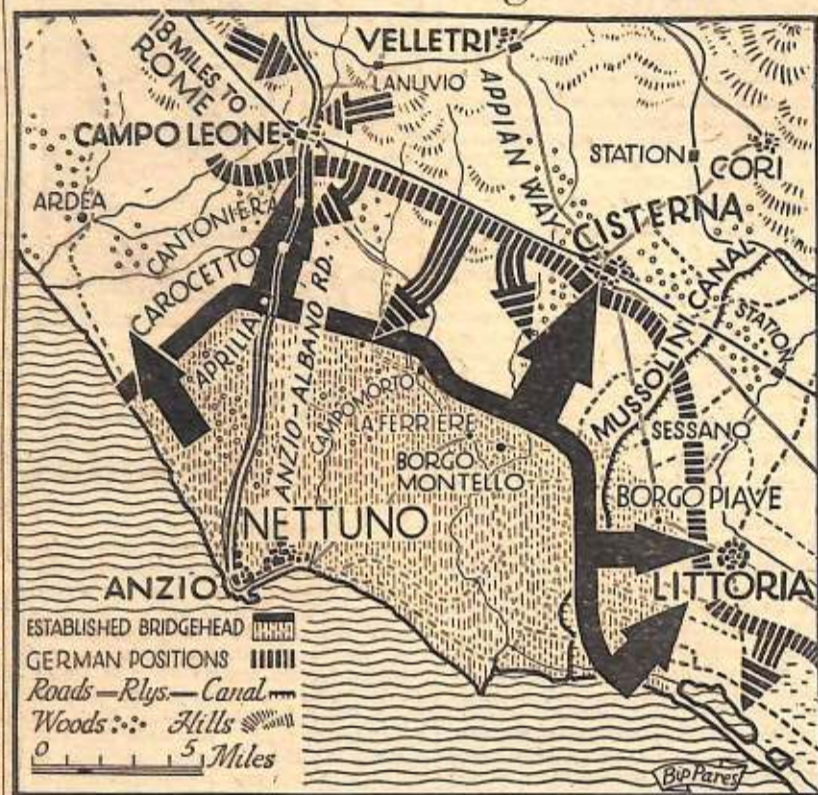 18 MILES TO
ROME
VELLETRI
LANUVIO
CAMPO LEONE
APPIAN WAY
STATION
CORI
ARDEA
CANTONIERA
CISTERNA
CAROCETTO
ANZIO-ALBANO RD.
MUSSOLINI CANAL
STATION
APRILIA
CAMPOMORTO
LA FERRIERE
SESSANO
BORGO
MONTELLO
BORGO PIAVE
NETTUNO
ANZIO
LITTORIA
ESTABLISHED BRIDGEHEAD
GERMAN POSITIONS
Roads Rlys. Canal
Woods Hills
0 5 Miles
Bip Pares